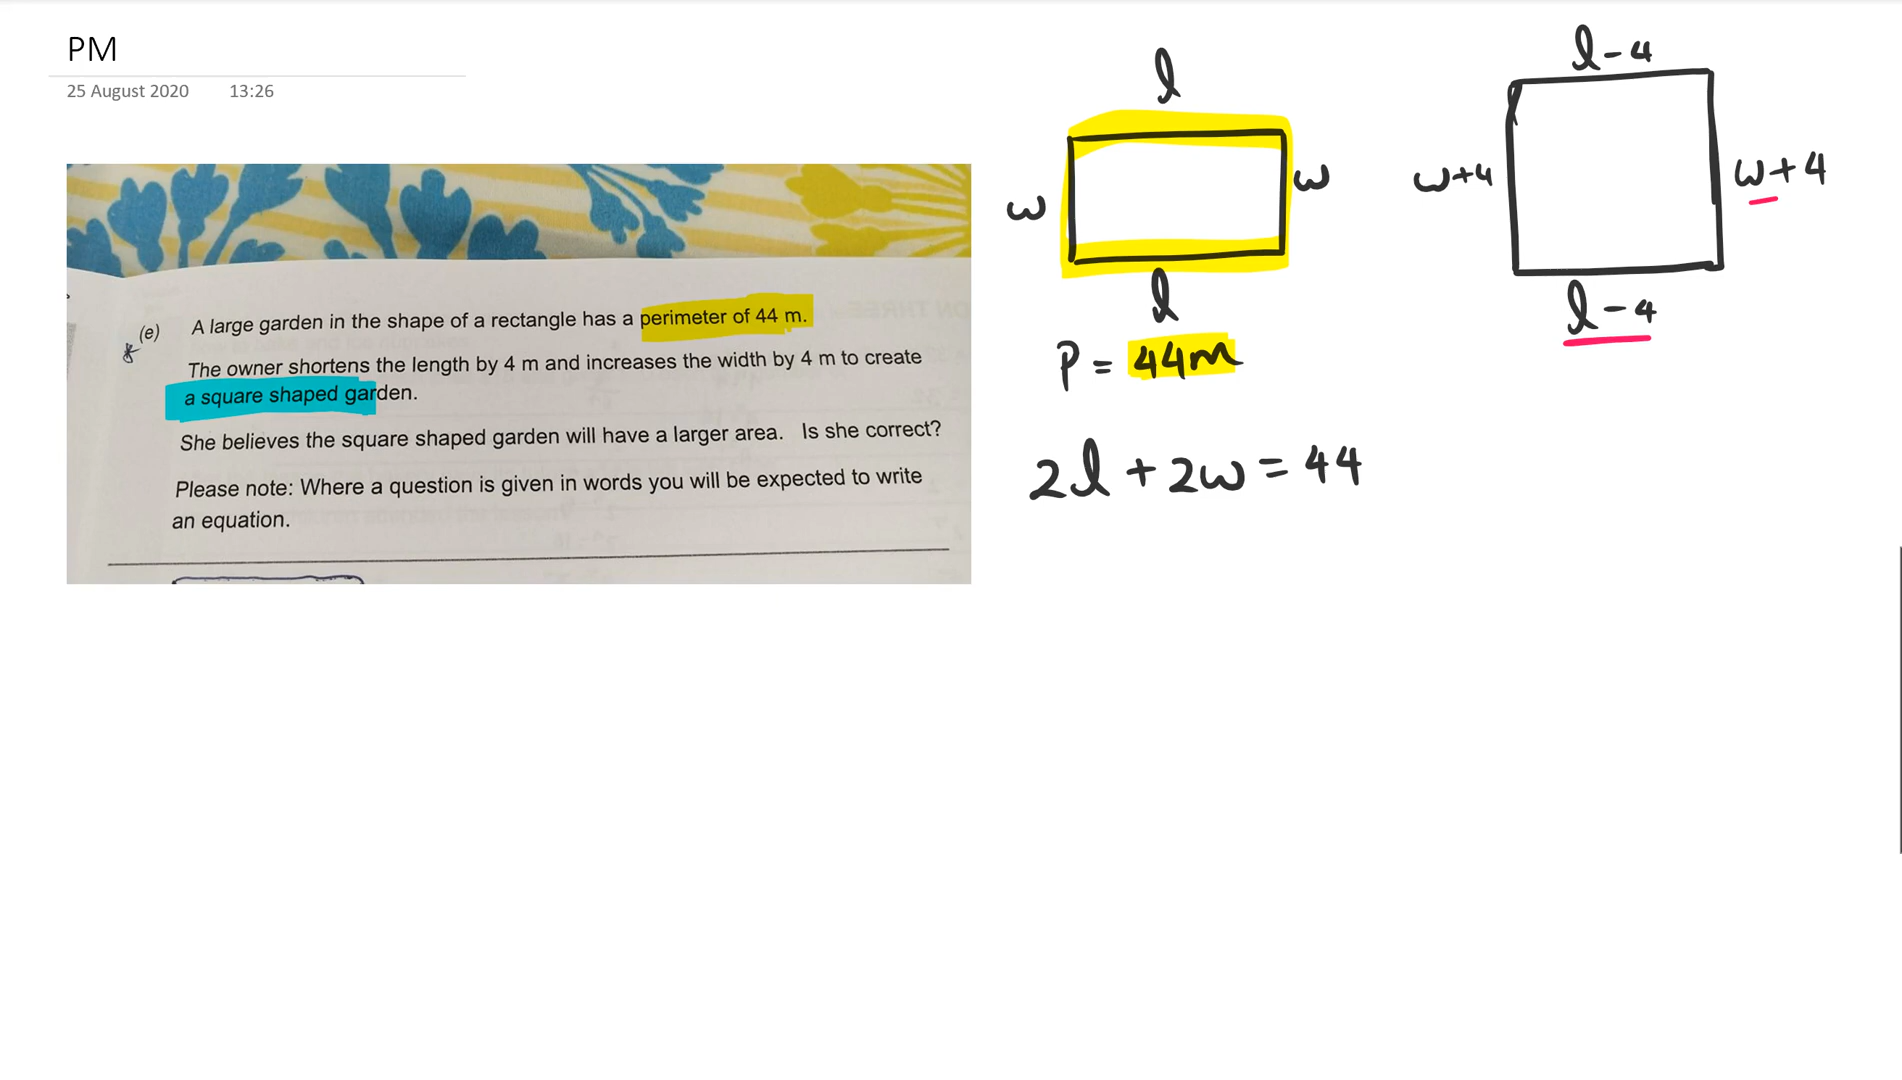 PM
25 August 2020 13:26
(e) A large garden in the shape of a rectangle has a perimeter of 44 m.
The owner shortens the length by 4 m and increases the width by 4 m to create
a square shaped garden.
She believes the square shaped garden will have a larger area. Is she correct?
Please note: Where a question is given in words you will be expected to write
an equation.
l
w
w
l
P = 44m
2l + 2w = 44
l-4
w+4
w+4
l-4